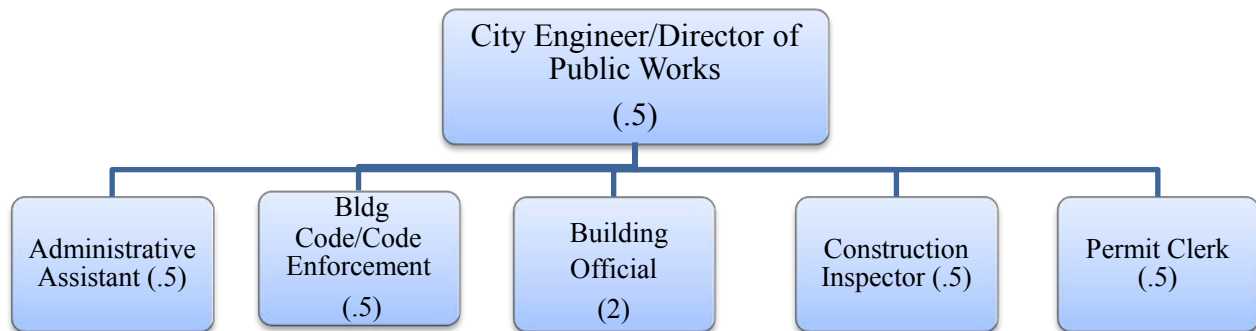 City Engineer/Director of
Public Works
(.5)
Administrative
Assistant (.5)
Bldg
Code/Code
Enforcement
(.5)
Building
Official
(2)
Construction
Inspector (.5)
Permit Clerk
(.5)